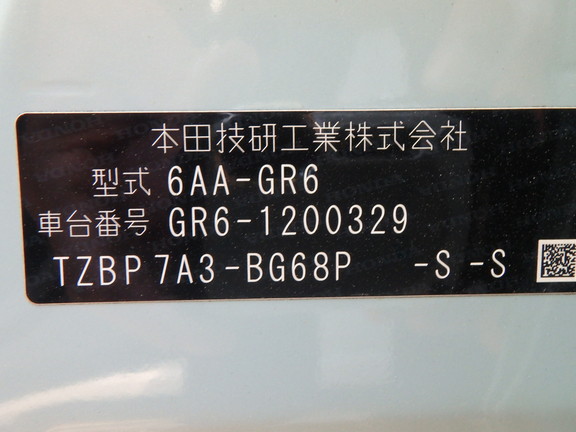 本田技研工業株式会社
型式 6AA-GR6
車台番号 GR6-1200329
TZBP 7A3-BG68P -S -S